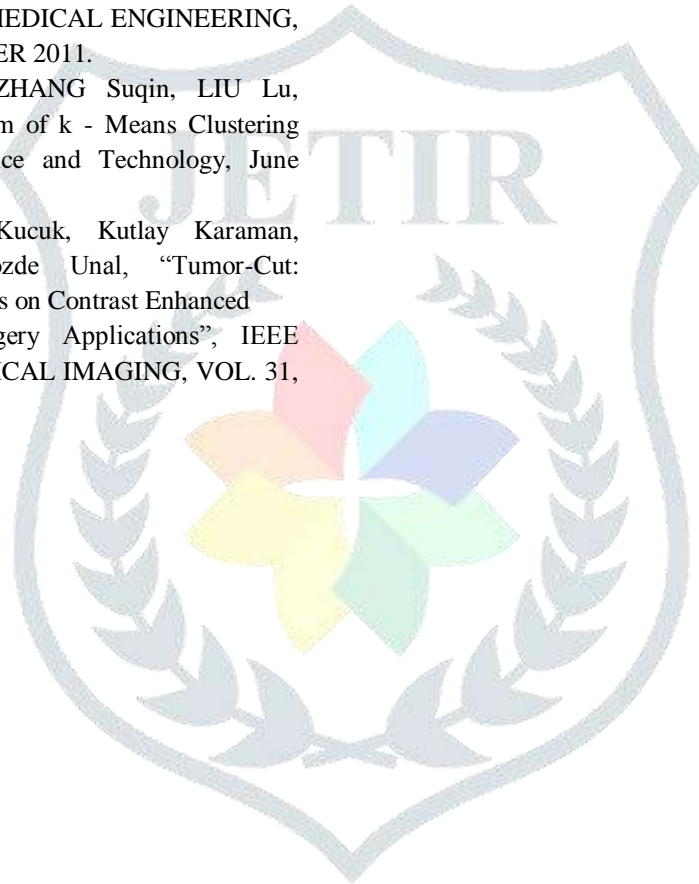 MEDICAL ENGINEERING,
ER 2011.
ZHANG Suqin, LIU Lu,
m of k - Means Clustering
ce and Technology, June
Kucuk, Kutlay Karaman,
ozde Unal, “Tumor-Cut:
s on Contrast Enhanced
gery Applications”, IEEE
ICAL IMAGING, VOL. 31,
JETIR